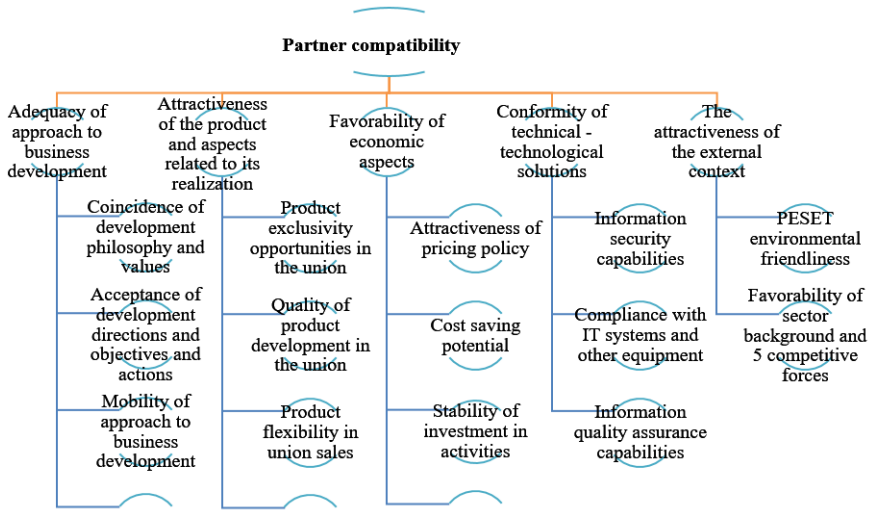 Partner compatibility
Adequacy of
approach to
business
development
Attractiveness
of the product
and aspects
related to its
realization
Favorability of
economic
aspects
Conformity of
technical -
technological
solutions
The
attractiveness of
the external
context
Coincidence of
development
philosophy and
values
Acceptance of
development
directions and
objectives and
actions
Mobility of
approach to
business
development
Product
exclusivity
opportunities in
the union
Quality of
product
development in
the union
Product
flexibility in
union sales
Attractiveness of
pricing policy
Cost saving
potential
Stability of
investment in
activities
Information
security
capabilities
Compliance with
IT systems and
other equipment
Information
quality assurance
capabilities
PESET
environmental
friendliness
Favorability of
sector
background and
5 competitive
forces